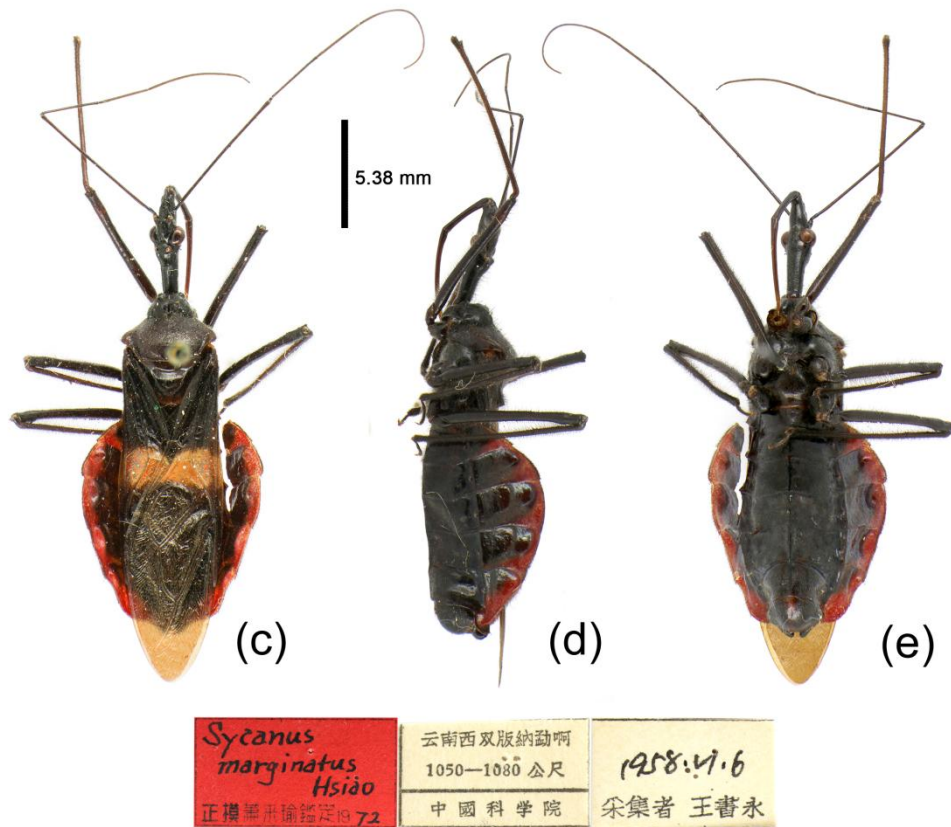 5.38 mm
(c)
(d)
(e)
Sycanus
marginatus
Hsiao
正模 蕭采瑜鑑定1972
云南西双版納勐啊
1050—1080 公尺
中國科学院
1958.VI.6
采集者 王書永